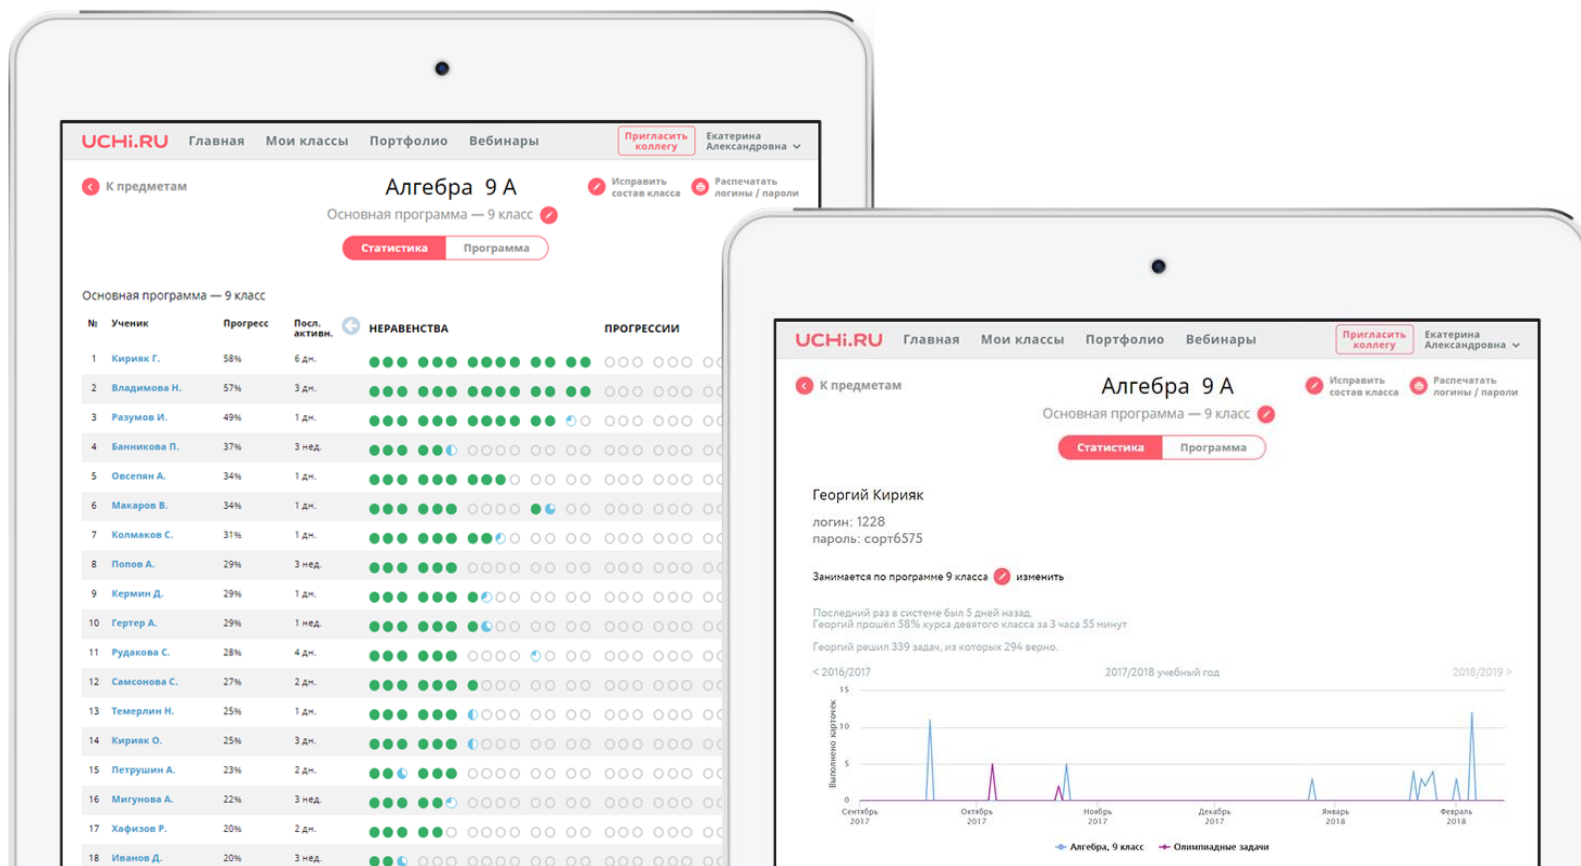 UCHi.RU Главная Мои классы Портфолио Вебинары Пригласить коллегу Екатерина Александровна
К предметам
Алгебра 9 А
Исправить состав класса
Распечатать логины / пароли
Основная программа — 9 класс
Статистика Программа
Основная программа — 9 класс
№ Ученик Прогресс Посл. активн. НЕРАВЕНСТВА ПРОГРЕССИИ
1 Кирияк Г. 58% 6 дн.
2 Владимова Н. 57% 3 дн.
3 Разумов И. 49% 1 дн.
4 Банникова П. 37% 3 нед.
5 Овсепян А. 34% 1 дн.
6 Макаров В. 34% 1 дн.
7 Колмаков С. 31% 1 дн.
8 Попов А. 29% 3 нед.
9 Кермин Д. 29% 1 дн.
10 Гертер А. 29% 1 нед.
11 Рудакова С. 28% 4 дн.
12 Самсонова С. 27% 2 дн.
13 Темерлин Н. 25% 1 дн.
14 Кирияк О. 25% 3 дн.
15 Петрушин А. 23% 2 дн.
16 Мигунова А. 22% 3 нед.
17 Хафизов Р. 20% 2 дн.
18 Иванов Д. 20% 3 нед.
UCHi.RU Главная Мои классы Портфолио Вебинары Пригласить коллегу Екатерина Александровна
К предметам
Алгебра 9 А
Исправить состав класса
Распечатать логины / пароли
Основная программа — 9 класс
Статистика Программа
Георгий Кирияк
логин: 1228
пароль: сорт6575
Занимается по программе 9 класса изменить
Последний раз в системе был 5 дней назад.
Георгий прошёл 58% курса девятого класса за 3 часа 55 минут
Георгий решил 339 задач, из которых 294 верно.
< 2016/2017 2017/2018 учебный год 2018/2019 >
Выполнено карточек
15
10
5
0
Сентябрь 2017 Октябрь 2017 Ноябрь 2017 Декабрь 2017 Январь 2018 Февраль 2018
Алгебра, 9 класс Олимпиадные задачи